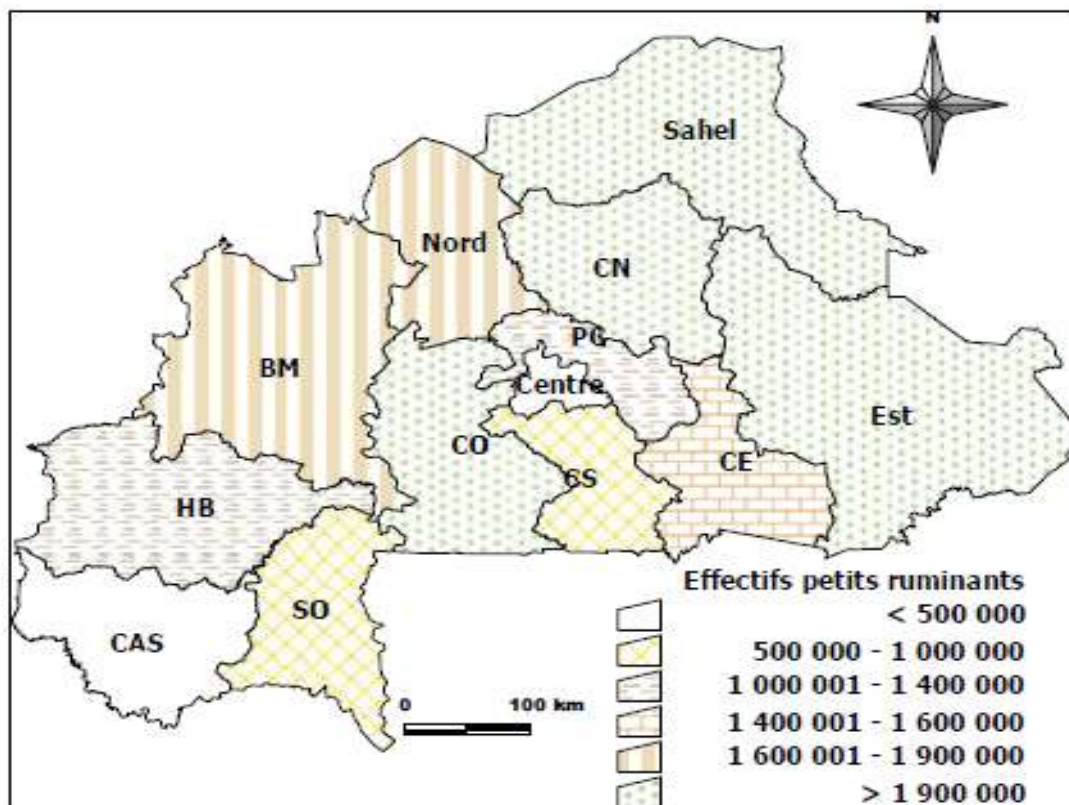 N
Sahel
Nord
CN
PC
BM
Centre
Est
CO
CE
CS
HB
SO
CAS
Effectifs petits ruminants
< 500 000
500 000 - 1 000 000
1 000 001 - 1 400 000
1 400 001 - 1 600 000
1 600 001 - 1 900 000
> 1 900 000
0 100 km